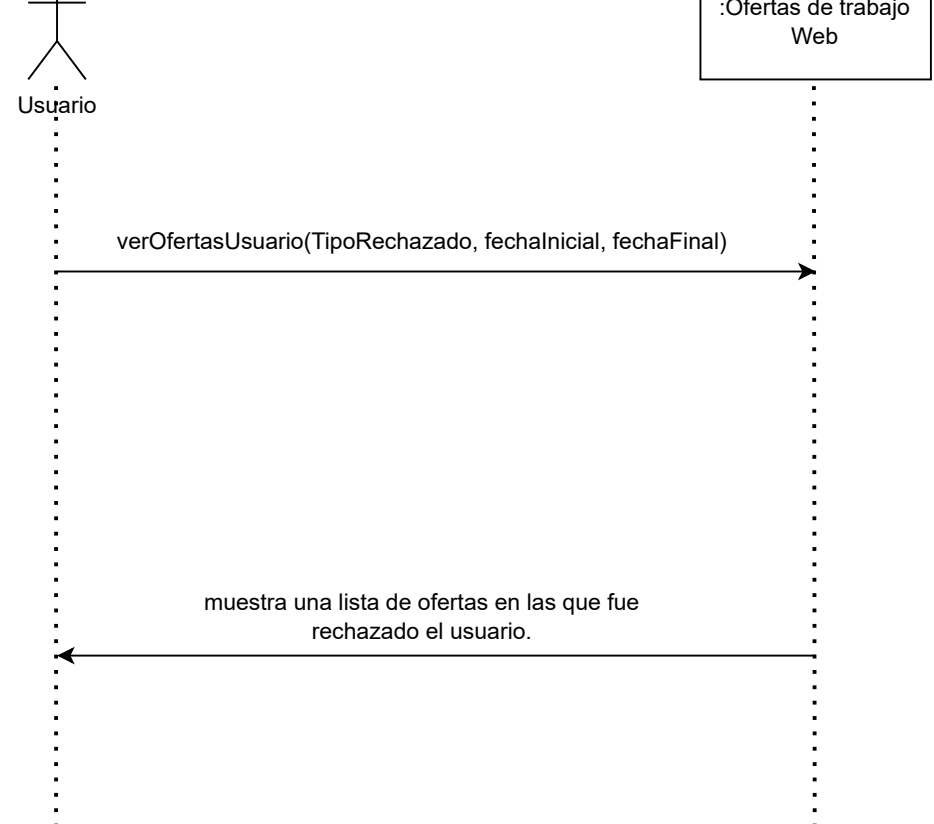 :Ofertas de trabajo
Web
Usuario
verOfertasUsuario(TipoRechazado, fechaInicial, fechaFinal)
muestra una lista de ofertas en las que fue
rechazado el usuario.